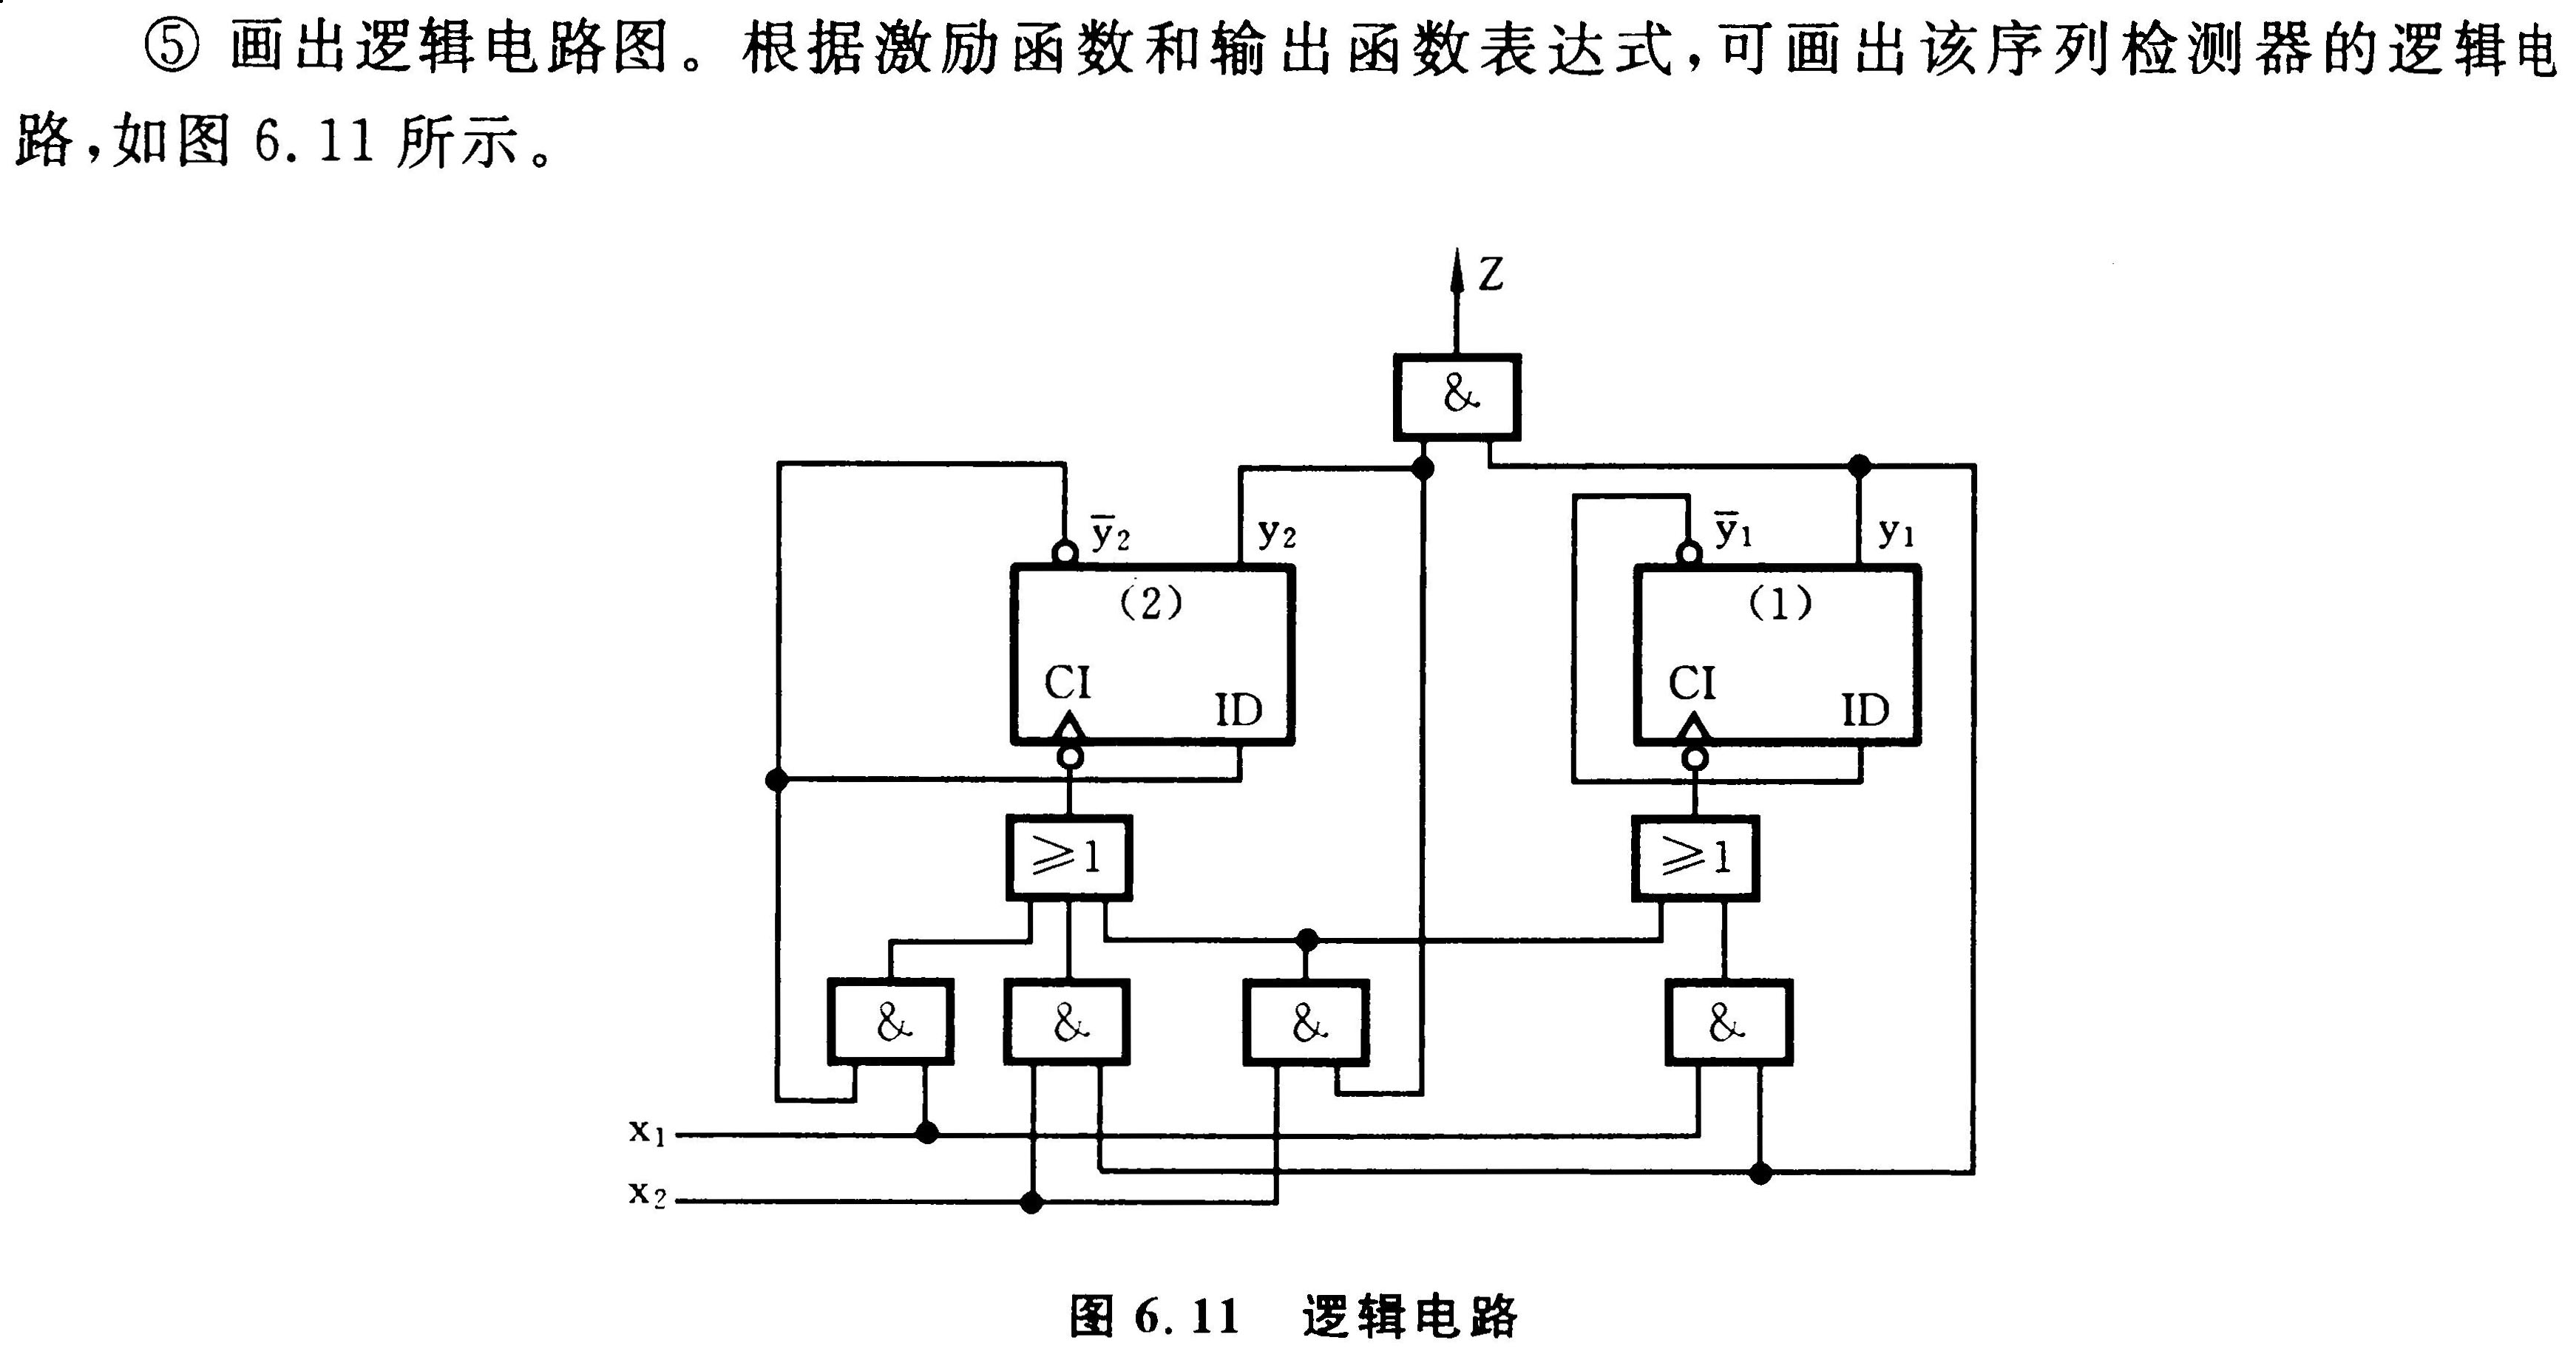 ⑤ 画出逻辑电路图。根据激励函数和输出函数表达式,可画出该序列检测器的逻辑电
路,如图 6.11 所示。
Z
&
y̅₂ y₂ y̅₁ y₁
(2) (1)
CI ID CI ID
≥1 ≥1
& & & &
x₁
x₂
图 6.11 逻辑电路